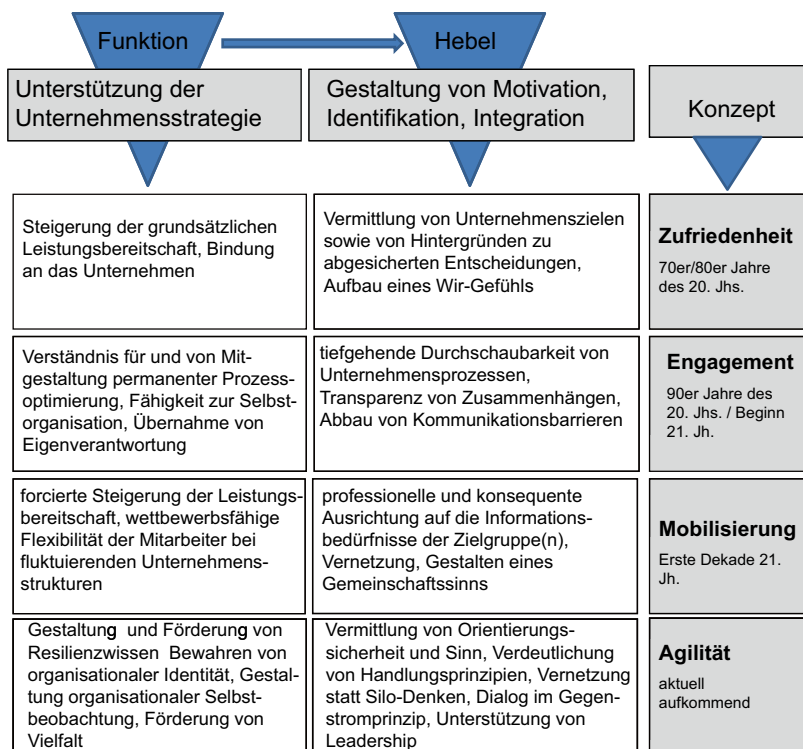 Funktion
Hebel
Unterstützung der
Unternehmensstrategie
Gestaltung von Motivation,
Identifikation, Integration
Konzept
Steigerung der grundsätzlichen
Leistungsbereitschaft, Bindung
an das Unternehmen
Vermittlung von Unternehmenszielen
sowie von Hintergründen zu
abgesicherten Entscheidungen,
Aufbau eines Wir-Gefühls
Zufriedenheit
70er/80er Jahre
des 20. Jhs.
Verständnis für und von Mit-
gestaltung permanenter Prozess-
optimierung, Fähigkeit zur Selbst-
organisation, Übernahme von
Eigenverantwortung
tiefgehende Durchschaubarkeit von
Unternehmensprozessen,
Transparenz von Zusammenhängen,
Abbau von Kommunikationsbarrieren
Engagement
90er Jahre des
20. Jhs. / Beginn
21. Jh.
forcierte Steigerung der Leistungs-
bereitschaft, wettbewerbsfähige
Flexibilität der Mitarbeiter bei
fluktuierenden Unternehmens-
strukturen
professionelle und konsequente
Ausrichtung auf die Informations-
bedürfnisse der Zielgruppe(n),
Vernetzung, Gestalten eines
Gemeinschaftssinns
Mobilisierung
Erste Dekade 21.
Jh.
Gestaltung und Förderung von
Resilienzwissen Bewahren von
organisationaler Identität, Gestal-
tung organisationaler Selbst-
beobachtung, Förderung von
Vielfalt
Vermittlung von Orientierungs-
sicherheit und Sinn, Verdeutlichung
von Handlungsprinzipien, Vernetzung
statt Silo-Denken, Dialog im Gegen-
stromprinzip, Unterstützung von
Leadership
Agilität
aktuell
aufkommend